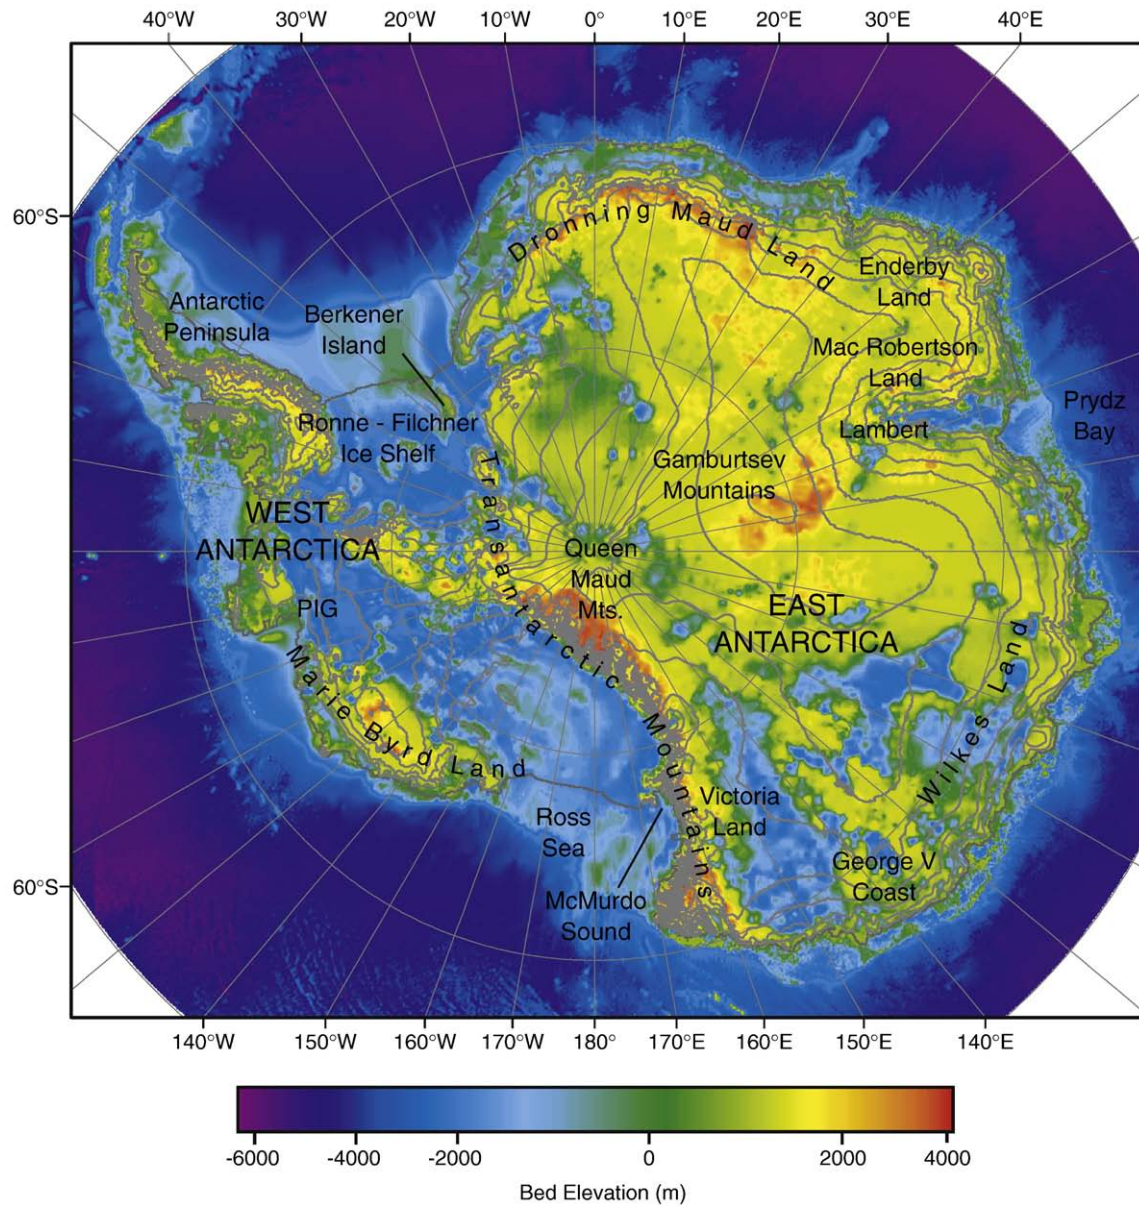 40°W 30°W 20°W 10°W 0° 10°E 20°E 30°E 40°E
60°S
Dronning Maud Land
Enderby
Land
Antarctic
Peninsula
Berkener
Island
Mac Robertson
Land
Prydz
Bay
Ronne - Filchner
Ice Shelf
Lambert
Gamburtsev
Mountains
Transantarctic Mountains
WEST
ANTARCTICA
Queen
Maud
Mts.
PIG
EAST
ANTARCTICA
Marie Byrd Land
Wilkes Land
Victoria
Land
Ross
Sea
George V
Coast
60°S
McMurdo
Sound
140°W 150°W 160°W 170°W 180° 170°E 160°E 150°E 140°E
-6000 -4000 -2000 0 2000 4000
Bed Elevation (m)